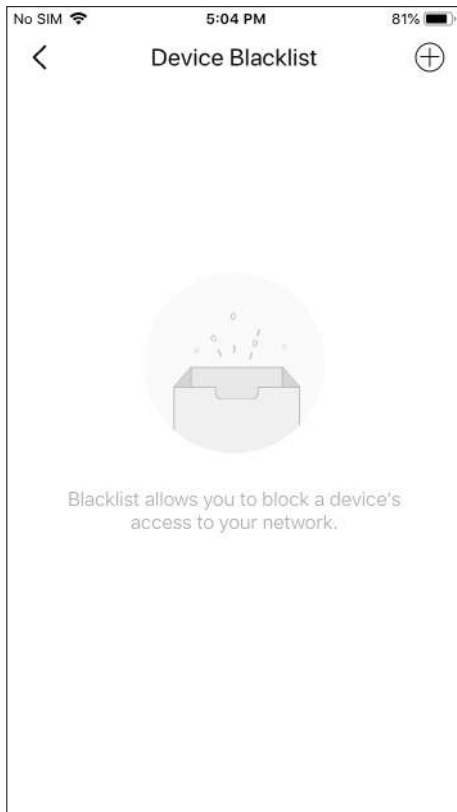 No SIM 5:04 PM 81%
Device Blacklist
Blacklist allows you to block a device's
access to your network.